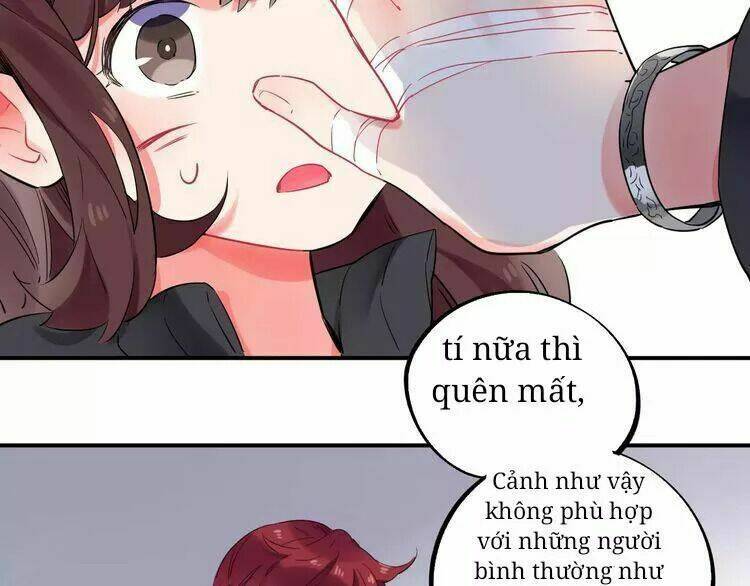 tí nữa thì
quên mất,
Cảnh như vậy
không phù hợp
với những người
bình thường như